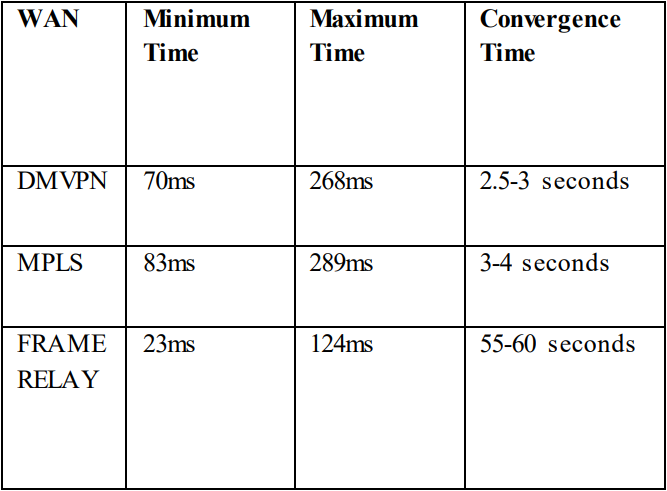 WAN Minimum Time Maximum Time Convergence Time
DMVPN 70ms 268ms 2.5-3 seconds
MPLS 83ms 289ms 3-4 seconds
FRAME RELAY 23ms 124ms 55-60 seconds